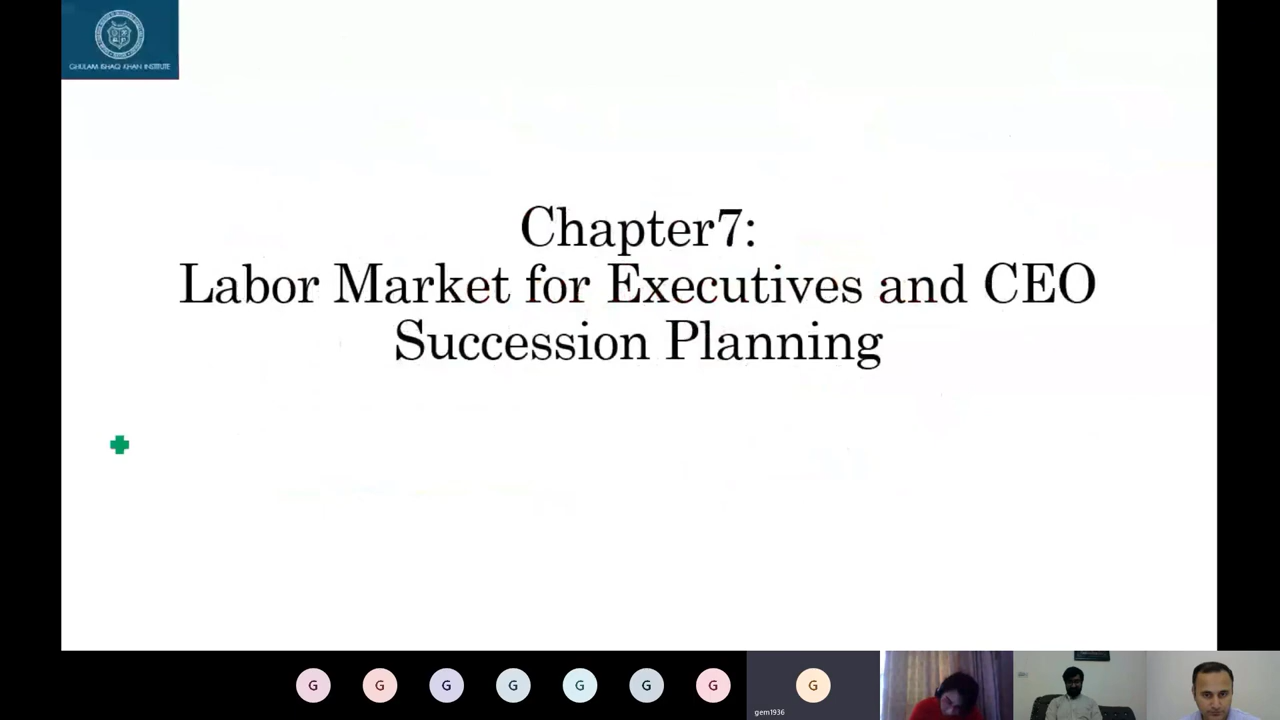 GHULAM ISHAQ KHAN INSTITUTE
Chapter7:
Labor Market for Executives and CEO
Succession Planning
G
G
G
G
G
G
G
G
gem1936